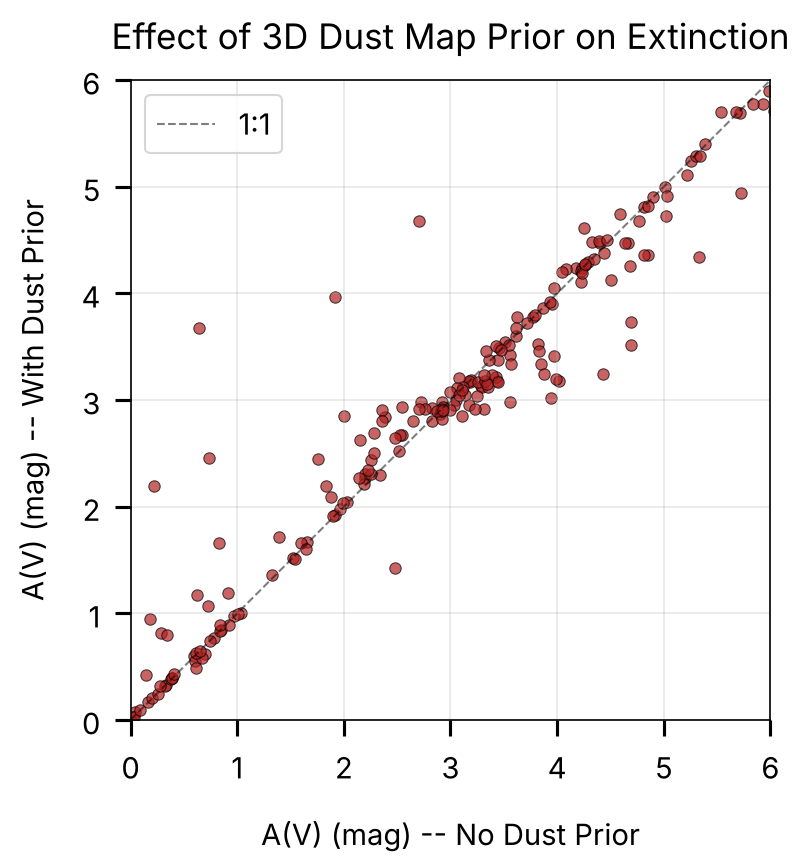 Effect of 3D Dust Map Prior on Extinction
1:1
6
5
4
3
2
1
0
A(V) (mag) -- With Dust Prior
0 1 2 3 4 5 6
A(V) (mag) -- No Dust Prior